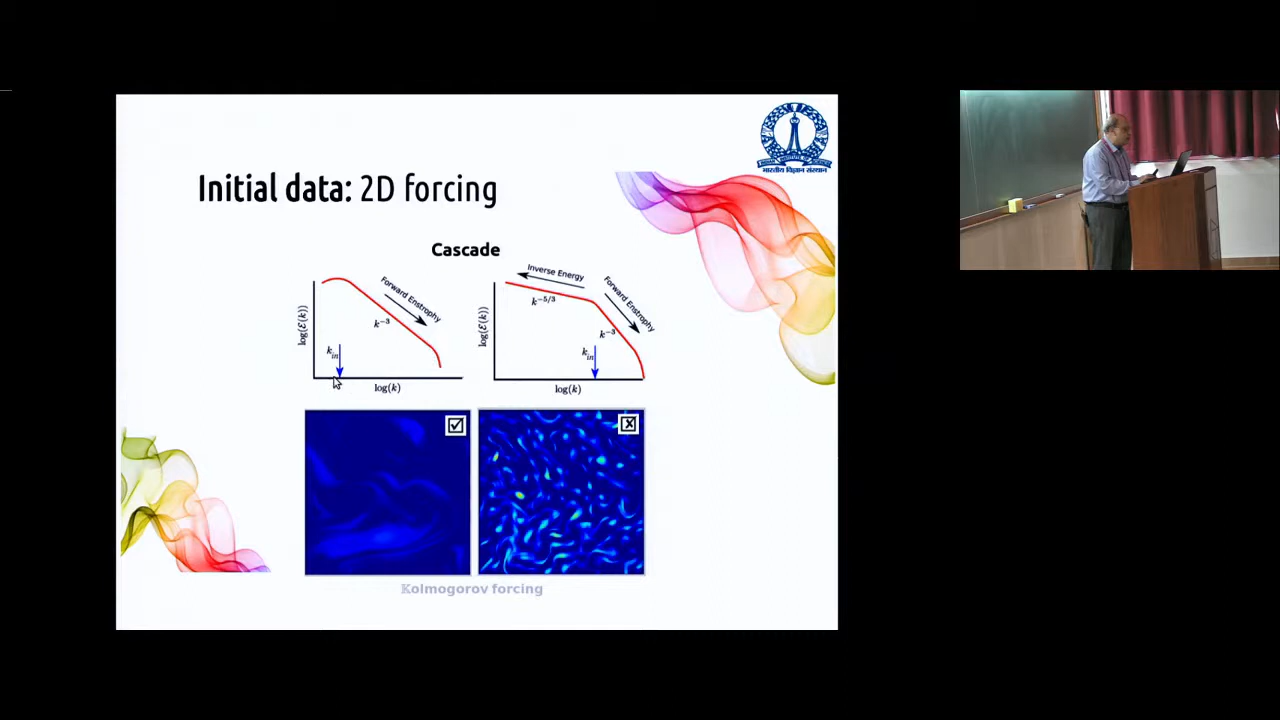 Initial data: 2D forcing
भारतीय विज्ञान संस्थान
Cascade
Forward Enstrophy
k⁻³
log(ℰ(k))
k_in
log(k)
Inverse Energy
Forward Enstrophy
k⁻⁵/³
k⁻³
log(ℰ(k))
k_in
log(k)
Kolmogorov forcing